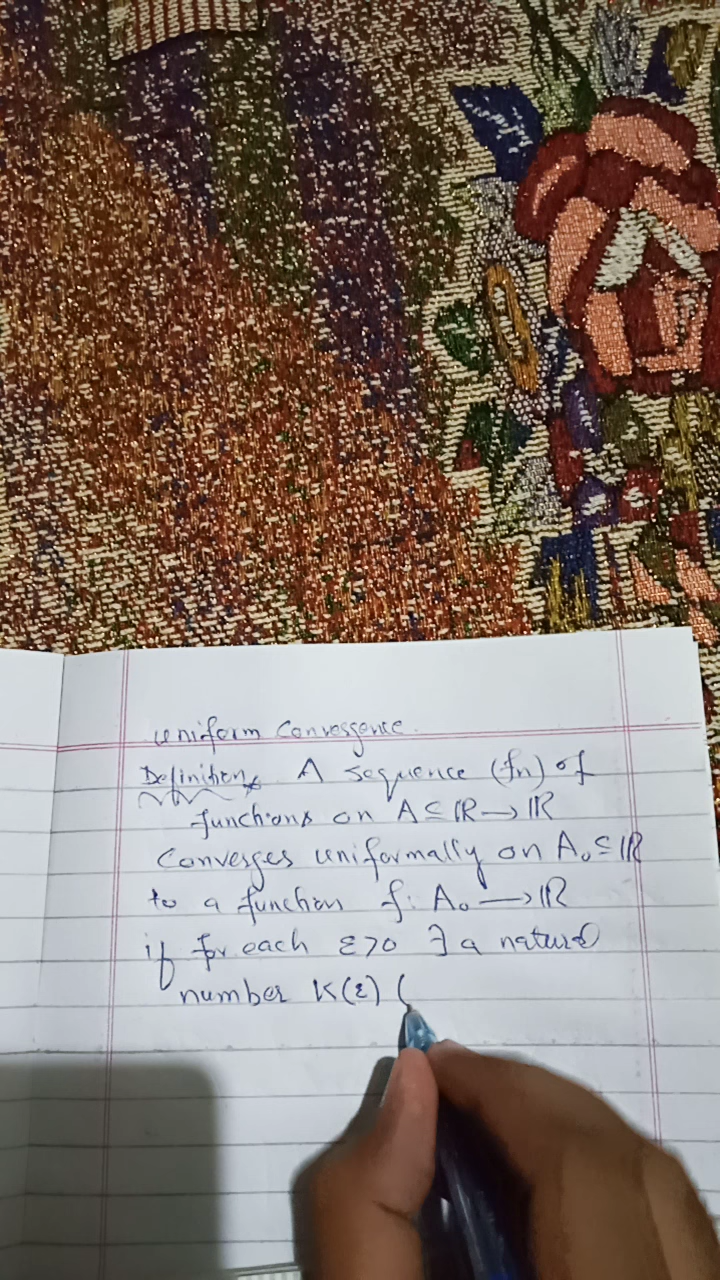 Uniform Convergence.
Definition A sequence (fn) of
functions on A ⊆ ℝ → ℝ
Converges uniformally on A₀ ⊆ ℝ
to a function f: A₀ → ℝ
if for each ε>0 ∃ a natural
number K(ε) (